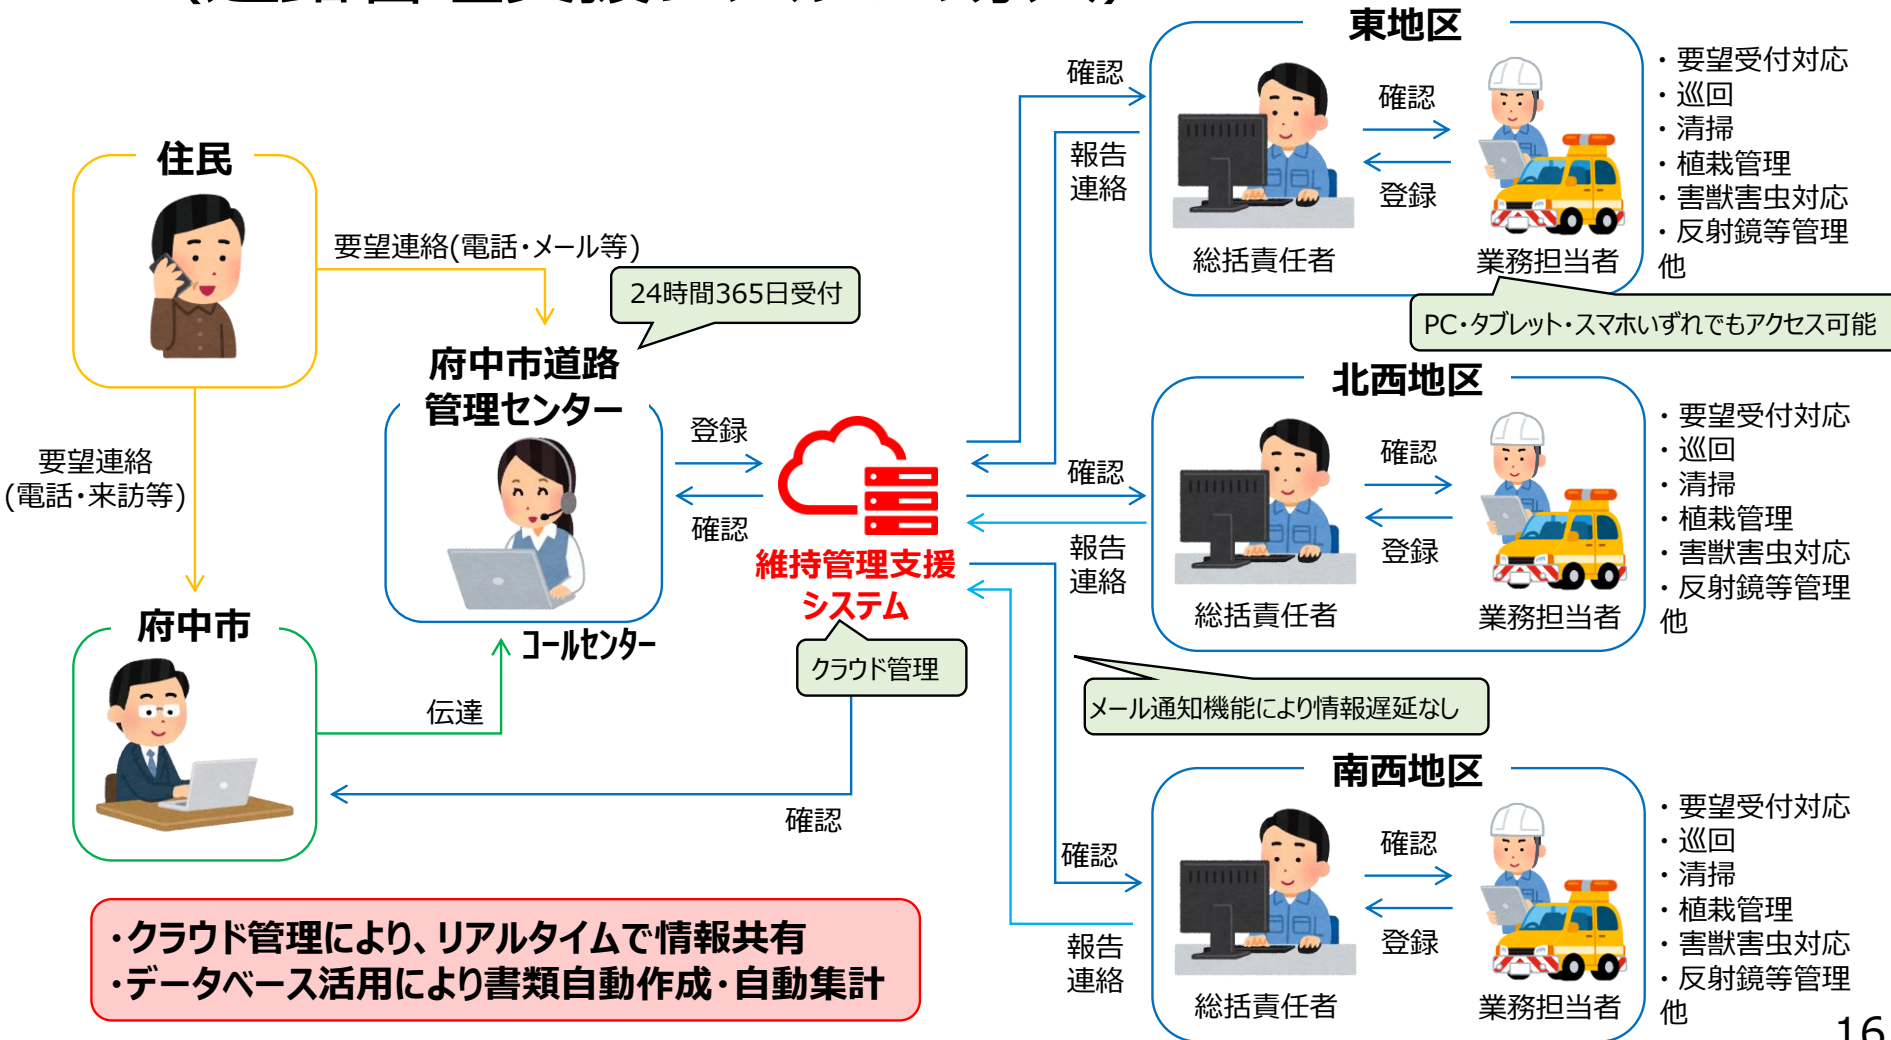 東地区
確認
報告
連絡
確認
登録
総括責任者
業務担当者
・要望受付対応
・巡回
・清掃
・植栽管理
・害獣害虫対応
・反射鏡等管理
他
PC・タブレット・スマホいずれでもアクセス可能
住民
要望連絡(電話・メール等)
24時間365日受付
府中市道路
管理センター
コールセンター
登録
確認
維持管理支援
システム
クラウド管理
要望連絡
(電話・来訪等)
府中市
伝達
確認
北西地区
確認
報告
連絡
確認
登録
総括責任者
業務担当者
・要望受付対応
・巡回
・清掃
・植栽管理
・害獣害虫対応
・反射鏡等管理
他
メール通知機能により情報遅延なし
南西地区
確認
報告
連絡
確認
登録
総括責任者
業務担当者
・要望受付対応
・巡回
・清掃
・植栽管理
・害獣害虫対応
・反射鏡等管理
他
・クラウド管理により、リアルタイムで情報共有
・データベース活用により書類自動作成・自動集計
16